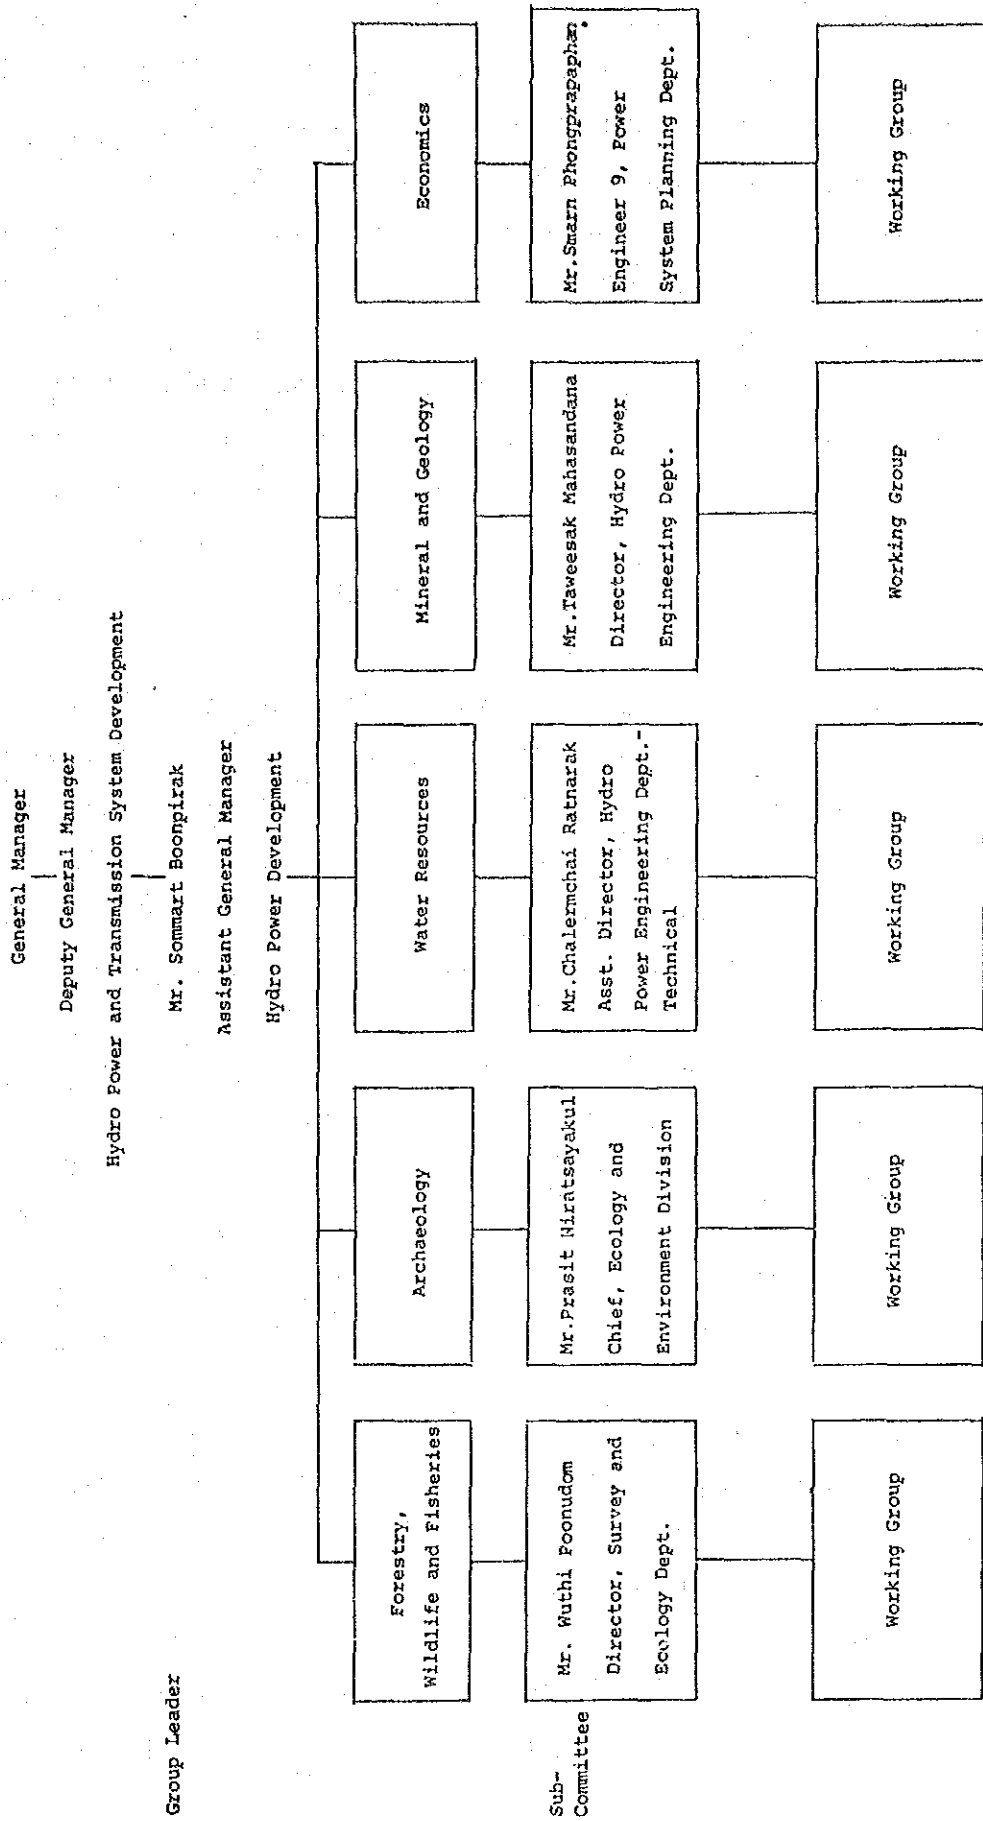 General Manager
Deputy General Manager
Hydro Power and Transmission System Development
Group Leader
Mr. Sommart Boonpirak
Assistant General Manager
Hydro Power Development
Forestry,
Wildlife and Fisheries
Archaeology
Water Resources
Mineral and Geology
Economics
Sub-
Committee
Mr. Wuthi Poonudom
Director, Survey and
Ecology Dept.
Mr.Prasit Niratsayakul
Chief, Ecology and
Environment Division
Mr.Chalermchai Ratnarak
Asst. Director, Hydro
Power Engineering Dept.-
Technical
Mr.Taweesak Mahasandana
Director, Hydro Power
Engineering Dept.
Mr.Smarn Phongprapaphan,
Engineer 9, Power
System Planning Dept.
Working Group
Working Group
Working Group
Working Group
Working Group